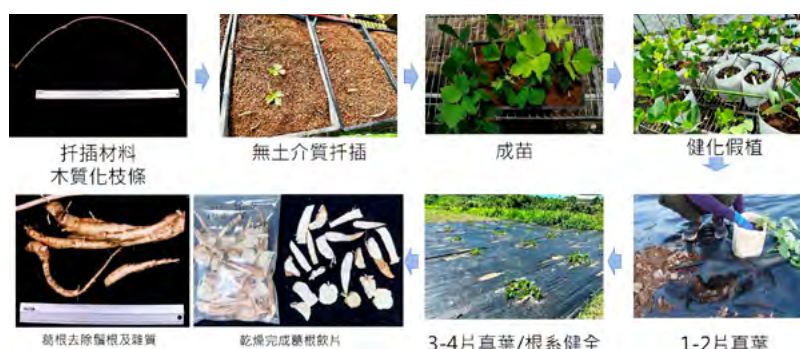 扦插材料
木質化枝條
無土介質扦插
成苗
健化假植
葛根去除鬚根及雜質
乾燥完成葛根飲片
3-4片真葉/根系健全
1-2片真葉